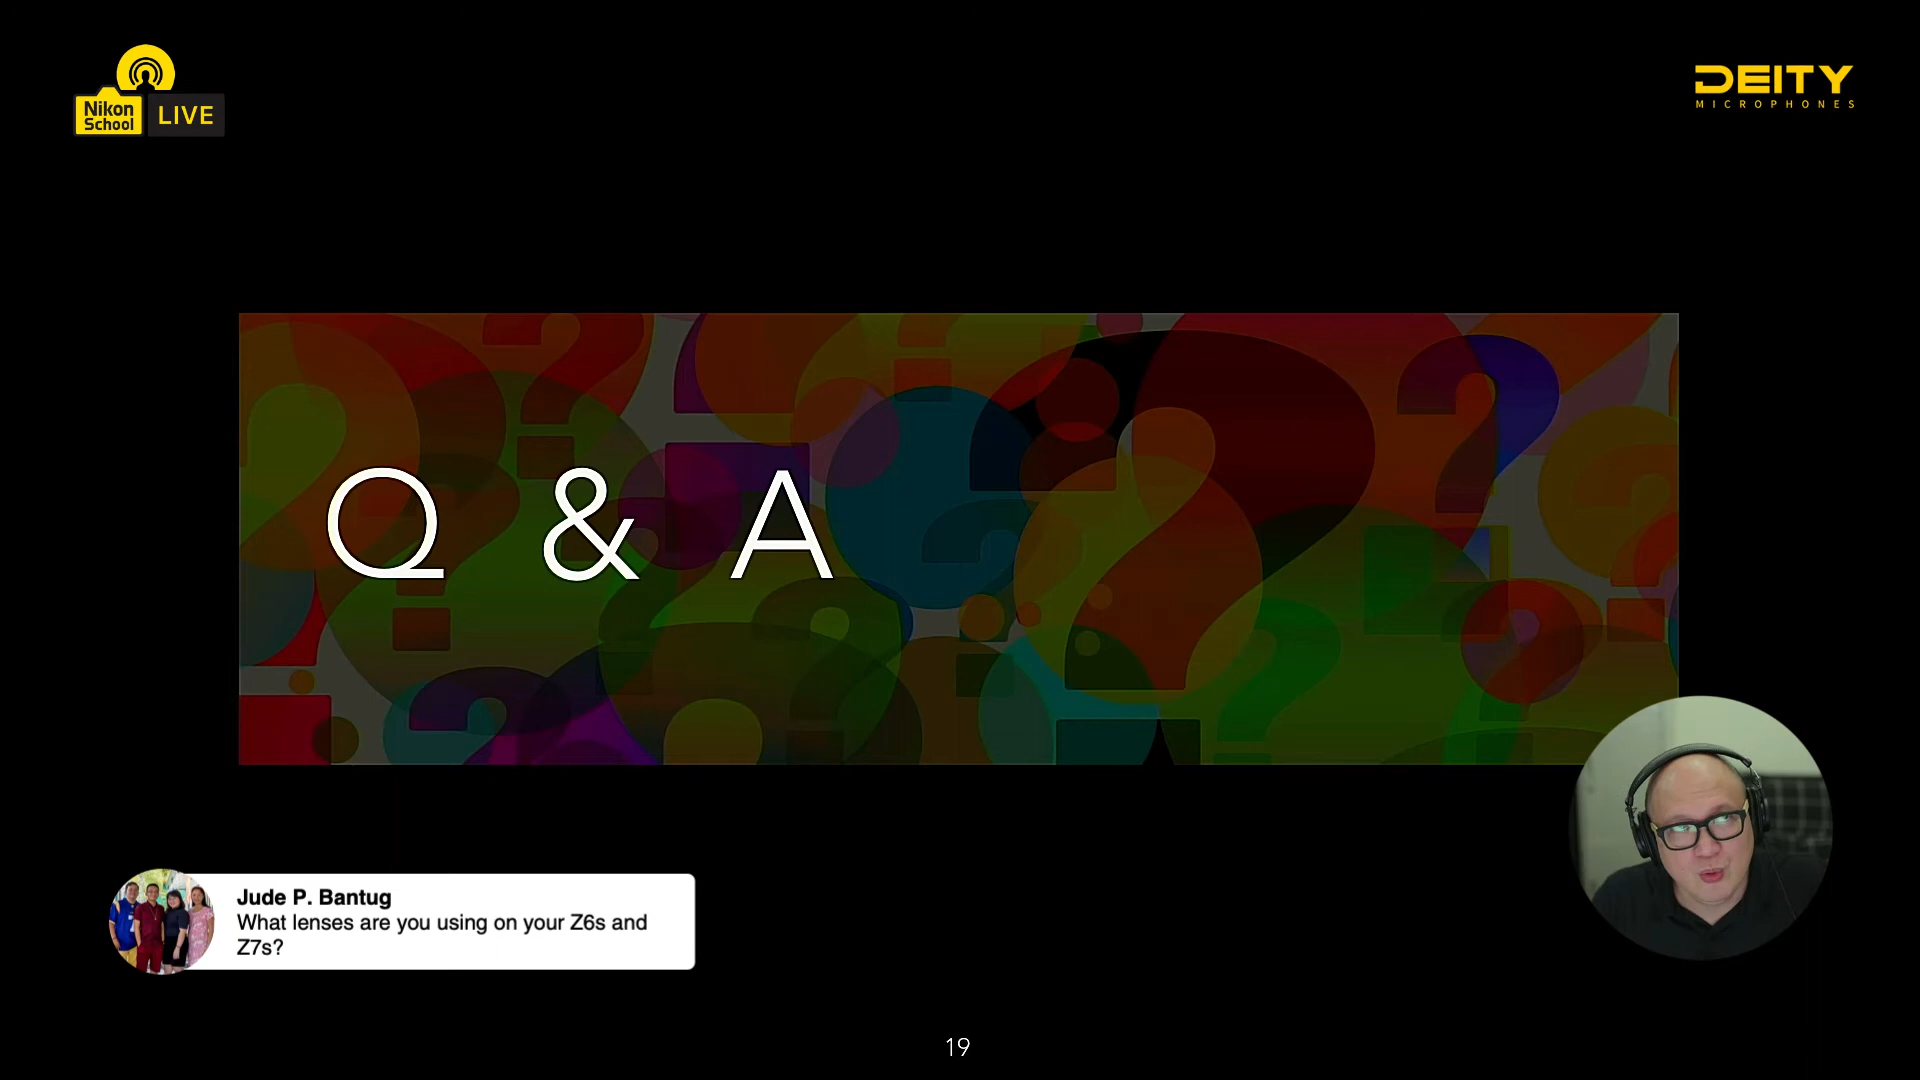 Nikon
School
LIVE
DEITY
MICROPHONES
Q & A
Jude P. Bantug
What lenses are you using on your Z6s and
Z7s?
19